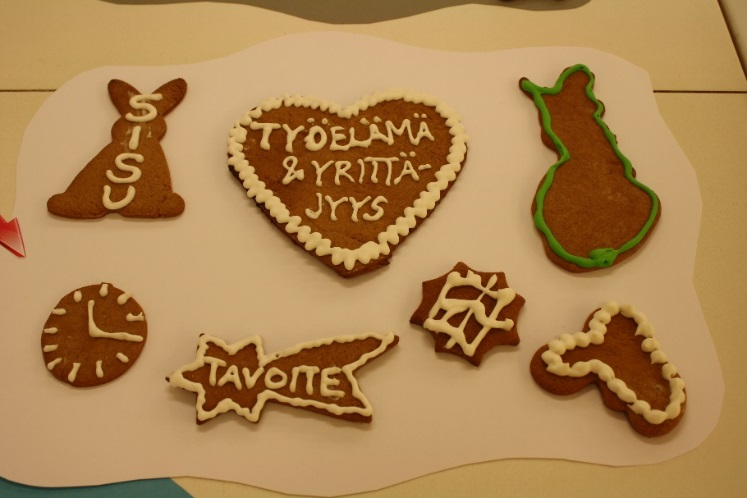 SISU
TYÖELÄMÄ
& YRITTÄ-
JYYS
TAVOITE